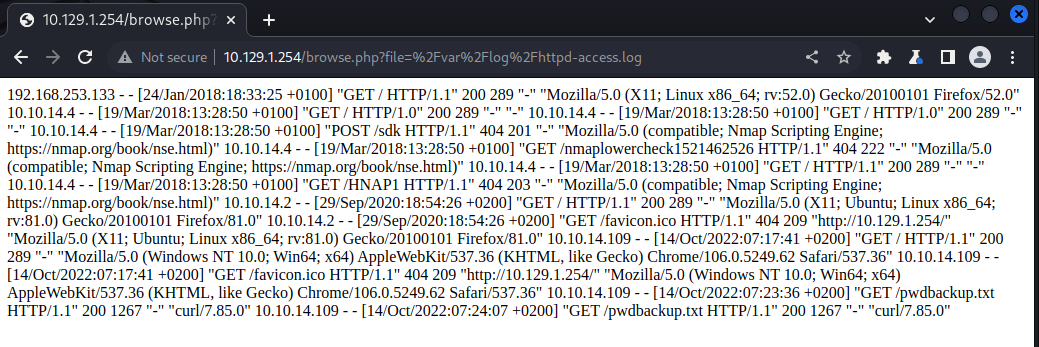 10.129.1.254/browse.php?
Not secure 10.129.1.254/browse.php?file=%2Fvar%2Flog%2Fhttpd-access.log
192.168.253.133 - - [24/Jan/2018:18:33:25 +0100] "GET / HTTP/1.1" 200 289 "-" "Mozilla/5.0 (X11; Linux x86_64; rv:52.0) Gecko/20100101 Firefox/52.0"
10.10.14.4 - - [19/Mar/2018:13:28:50 +0100] "GET / HTTP/1.0" 200 289 "-" "-" 10.10.14.4 - - [19/Mar/2018:13:28:50 +0100] "GET / HTTP/1.0" 200 289 "-"
"-" 10.10.14.4 - - [19/Mar/2018:13:28:50 +0100] "POST /sdk HTTP/1.1" 404 201 "-" "Mozilla/5.0 (compatible; Nmap Scripting Engine;
https://nmap.org/book/nse.html)" 10.10.14.4 - - [19/Mar/2018:13:28:50 +0100] "GET /nmaplowercheck1521462526 HTTP/1.1" 404 222 "-" "Mozilla/5.0
(compatible; Nmap Scripting Engine; https://nmap.org/book/nse.html)" 10.10.14.4 - - [19/Mar/2018:13:28:50 +0100] "GET / HTTP/1.1" 200 289 "-" "-"
10.10.14.4 - - [19/Mar/2018:13:28:50 +0100] "GET /HNAP1 HTTP/1.1" 404 203 "-" "Mozilla/5.0 (compatible; Nmap Scripting Engine;
https://nmap.org/book/nse.html)" 10.10.14.2 - - [29/Sep/2020:18:54:26 +0200] "GET / HTTP/1.1" 200 289 "-" "Mozilla/5.0 (X11; Ubuntu; Linux x86_64;
rv:81.0) Gecko/20100101 Firefox/81.0" 10.10.14.2 - - [29/Sep/2020:18:54:26 +0200] "GET /favicon.ico HTTP/1.1" 404 209 "http://10.129.1.254/"
"Mozilla/5.0 (X11; Ubuntu; Linux x86_64; rv:81.0) Gecko/20100101 Firefox/81.0" 10.10.14.109 - - [14/Oct/2022:07:17:41 +0200] "GET / HTTP/1.1" 200
289 "-" "Mozilla/5.0 (Windows NT 10.0; Win64; x64) AppleWebKit/537.36 (KHTML, like Gecko) Chrome/106.0.5249.62 Safari/537.36" 10.10.14.109 - -
[14/Oct/2022:07:17:41 +0200] "GET /favicon.ico HTTP/1.1" 404 209 "http://10.129.1.254/" "Mozilla/5.0 (Windows NT 10.0; Win64; x64)
AppleWebKit/537.36 (KHTML, like Gecko) Chrome/106.0.5249.62 Safari/537.36" 10.10.14.109 - - [14/Oct/2022:07:23:36 +0200] "GET /pwdbackup.txt
HTTP/1.1" 200 1267 "-" "curl/7.85.0" 10.10.14.109 - - [14/Oct/2022:07:24:07 +0200] "GET /pwdbackup.txt HTTP/1.1" 200 1267 "-" "curl/7.85.0"